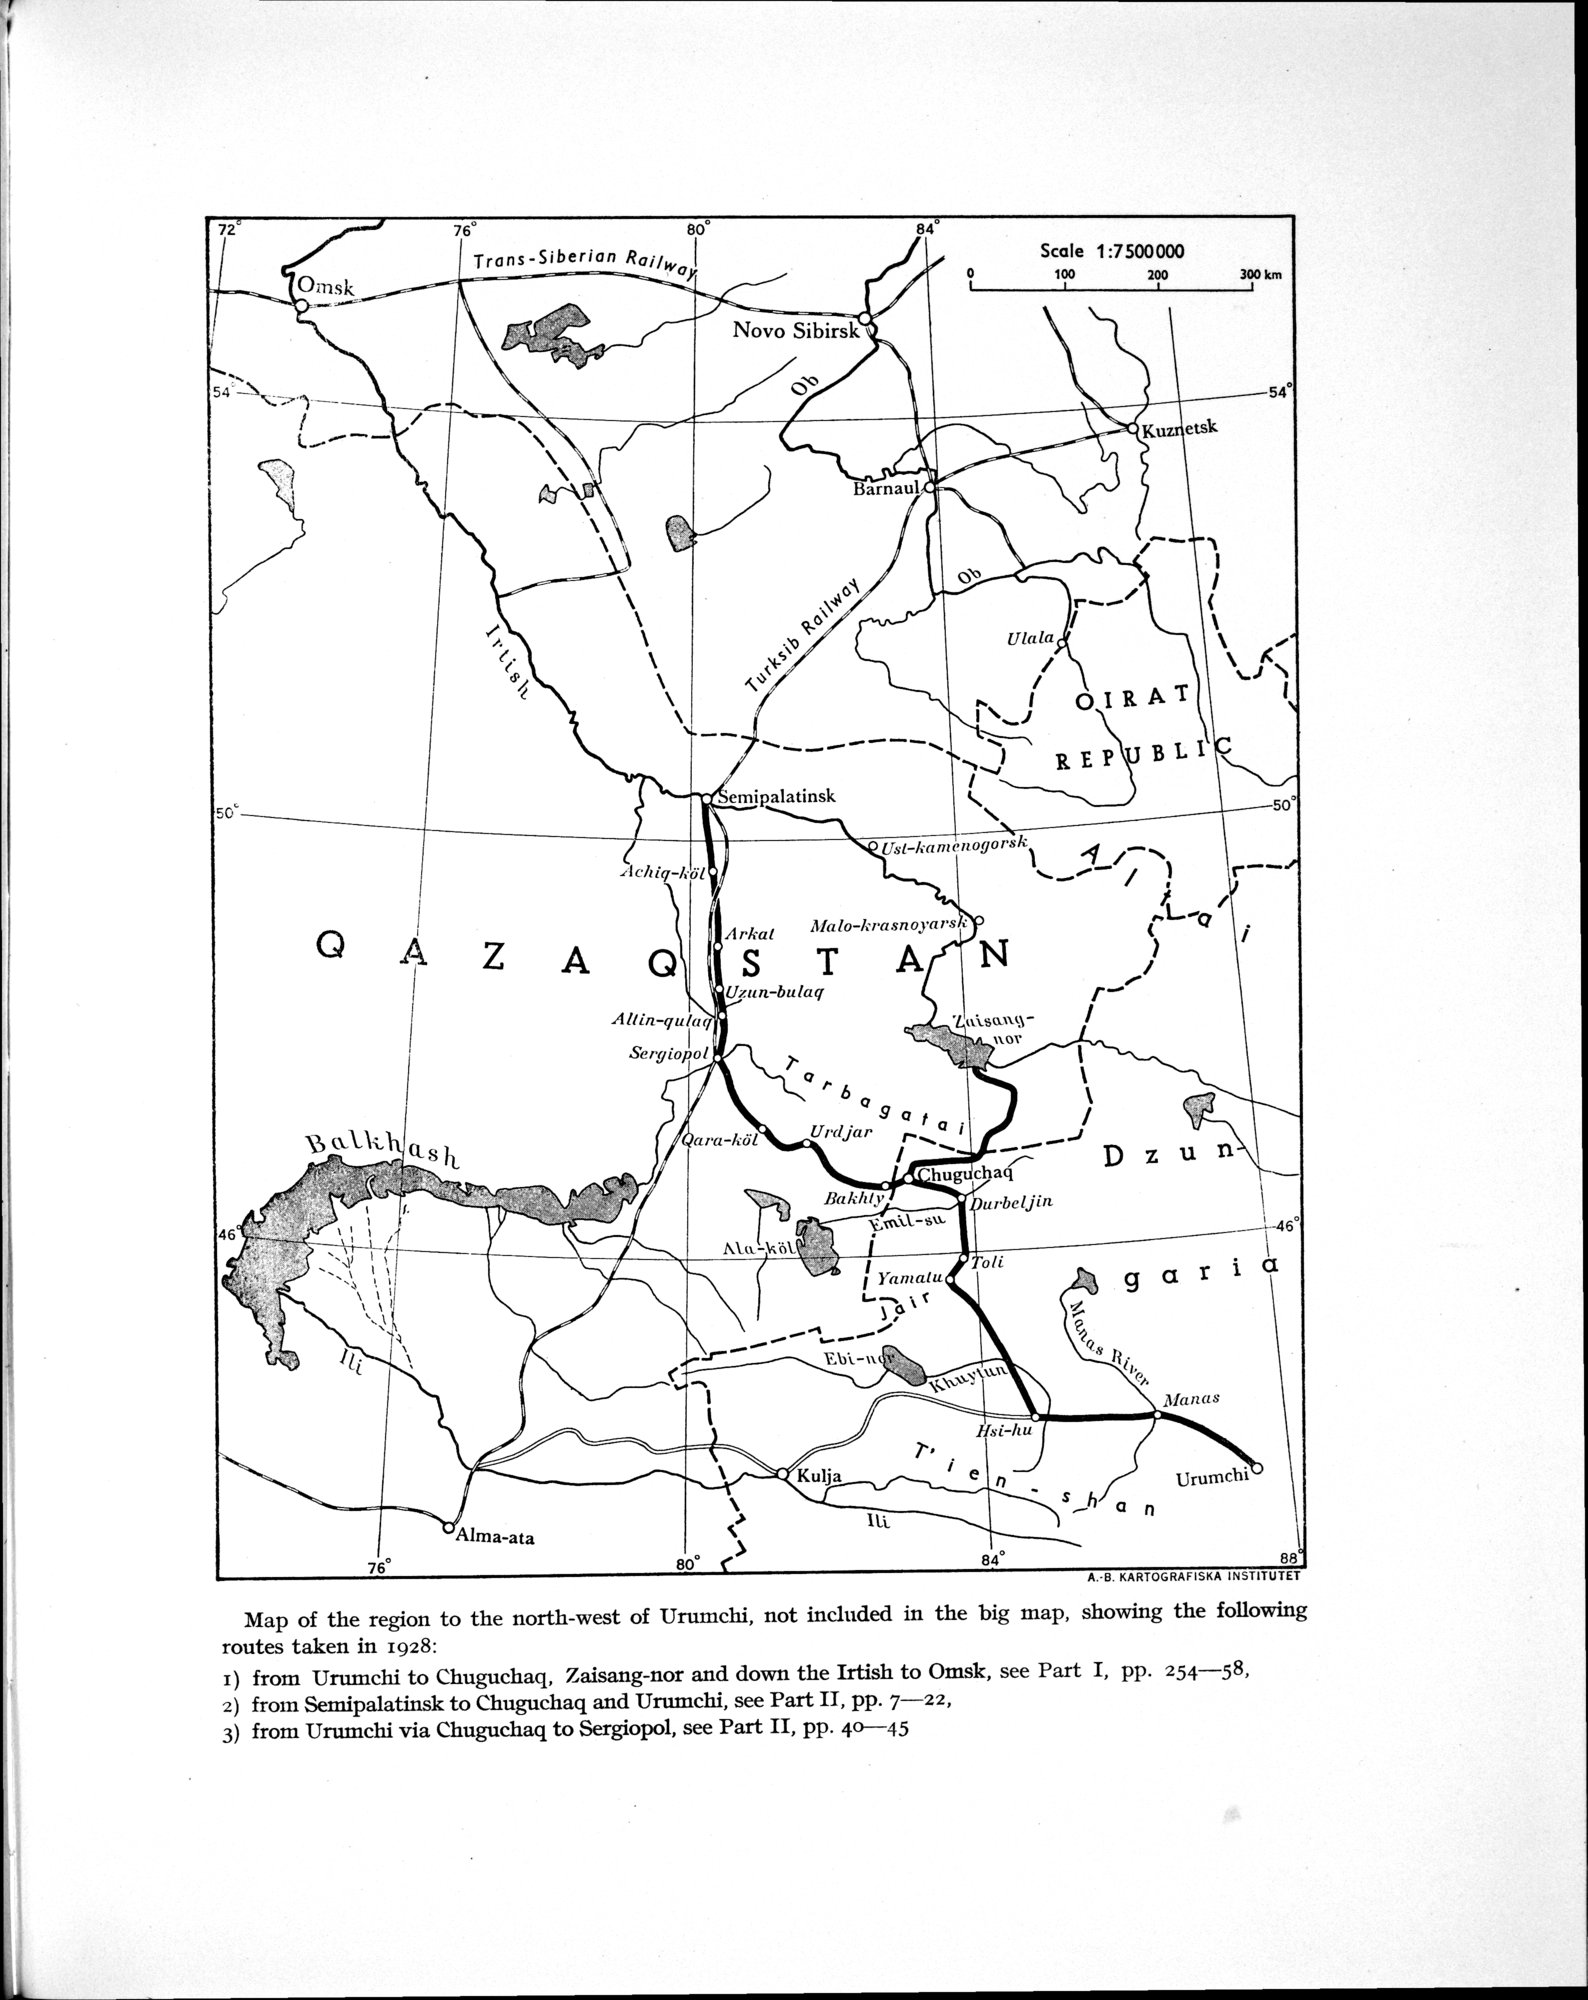 72° 76° 80° 84°
Scale 1:7500000
0 100 200 300 km
Trans-Siberian Railway
Omsk
Novo Sibirsk
Ob
54° 54°
Kuznetsk
Barnaul
Ob
Irtish
Turksib Railway
Ulala
OIRAT
REPUBLIC
Semipalatinsk
50° 50°
Ust-kamenogorsk
Altai
Achiq-köl
Malo-krasnoyarsk
Arkat
QAZAQSTAN
Uzun-bulaq
Altin-qulaq
Zaisang-
nor
Sergiopol
Tarbagatai
Qara-köl
Urdjar
Balkhash
Dzun-
Chuguchaq
Bakhty
Durbeljin
Emil-su
46° 46°
Ala-köl
Toli
Yamatu
garia
Jair
Manas River
Ili
Ebi-nor
Khuytun
Manas
Hsi-hu
T'ien-shan
Kulja
Urumchi
Ili
Alma-ata
76° 80° 84° 88°
A.-B. KARTOGRAFISKA INSTITUTET
Map of the region to the north-west of Urumchi, not included in the big map, showing the following
routes taken in 1928:
1) from Urumchi to Chuguchaq, Zaisang-nor and down the Irtish to Omsk, see Part I, pp. 254—58,
2) from Semipalatinsk to Chuguchaq and Urumchi, see Part II, pp. 7—22,
3) from Urumchi via Chuguchaq to Sergiopol, see Part II, pp. 40—45